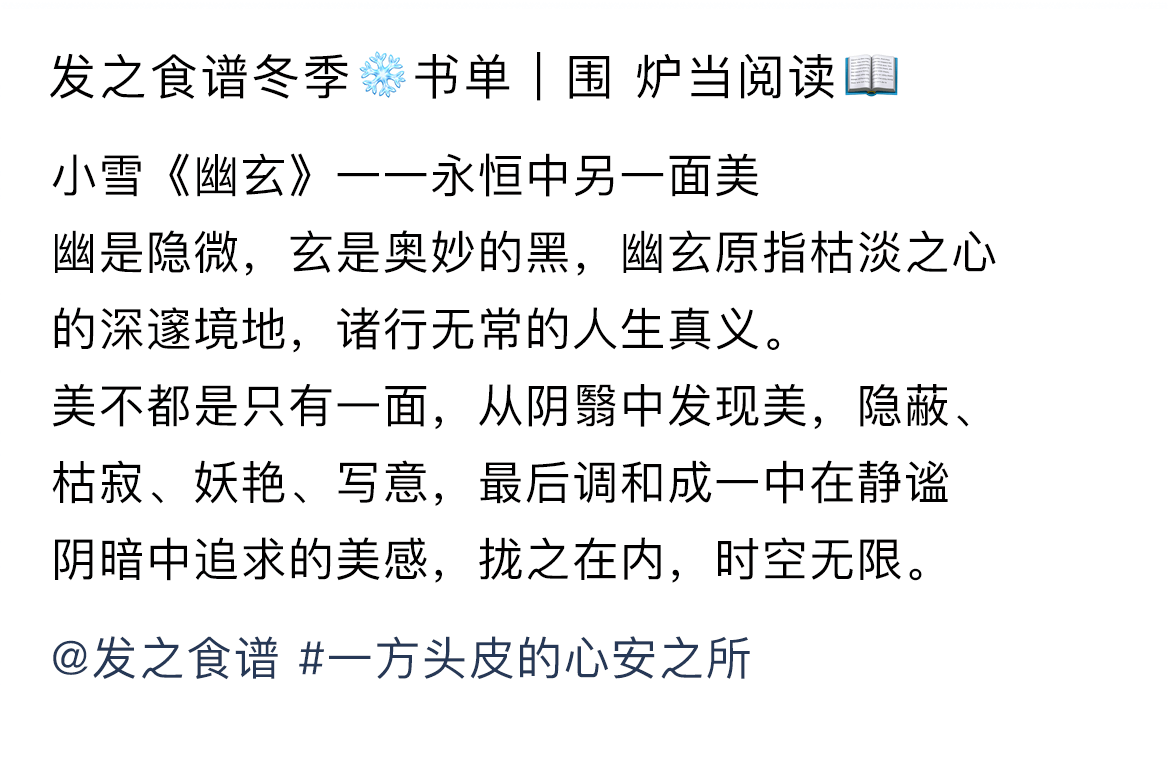 发之食谱冬季❄️书单｜围 炉当阅读📖
小雪《幽玄》一一永恒中另一面美
幽是隐微，玄是奥妙的黑，幽玄原指枯淡之心
的深邃境地，诸行无常的人生真义。
美不都是只有一面，从阴翳中发现美，隐蔽、
枯寂、妖艳、写意，最后调和成一中在静谧
阴暗中追求的美感，拢之在内，时空无限。
@发之食谱 #一方头皮的心安之所